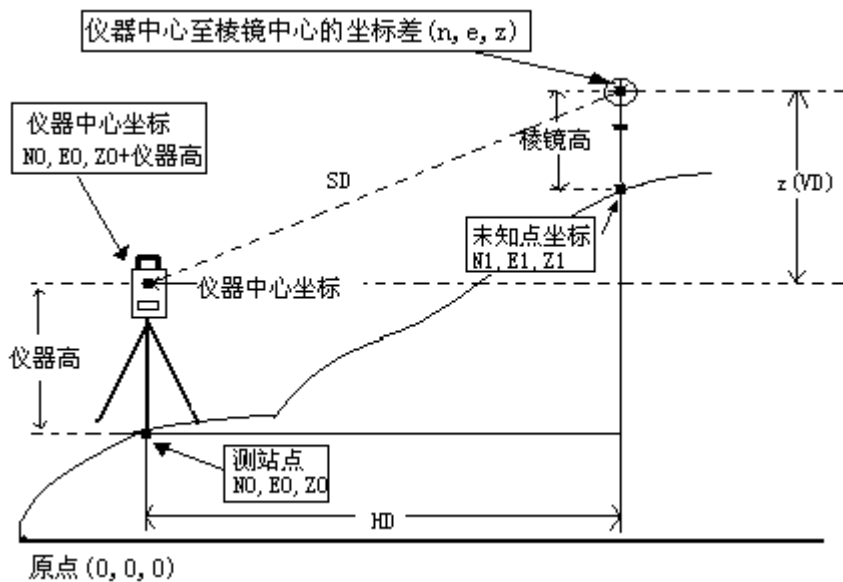 仪器中心至棱镜中心的坐标差(n,e,z)
仪器中心坐标
N0,E0,Z0+仪器高
棱镜高
SD
z(VD)
未知点坐标
N1,E1,Z1
仪器中心坐标
仪器高
测站点
N0,E0,Z0
HD
原点(0,0,0)